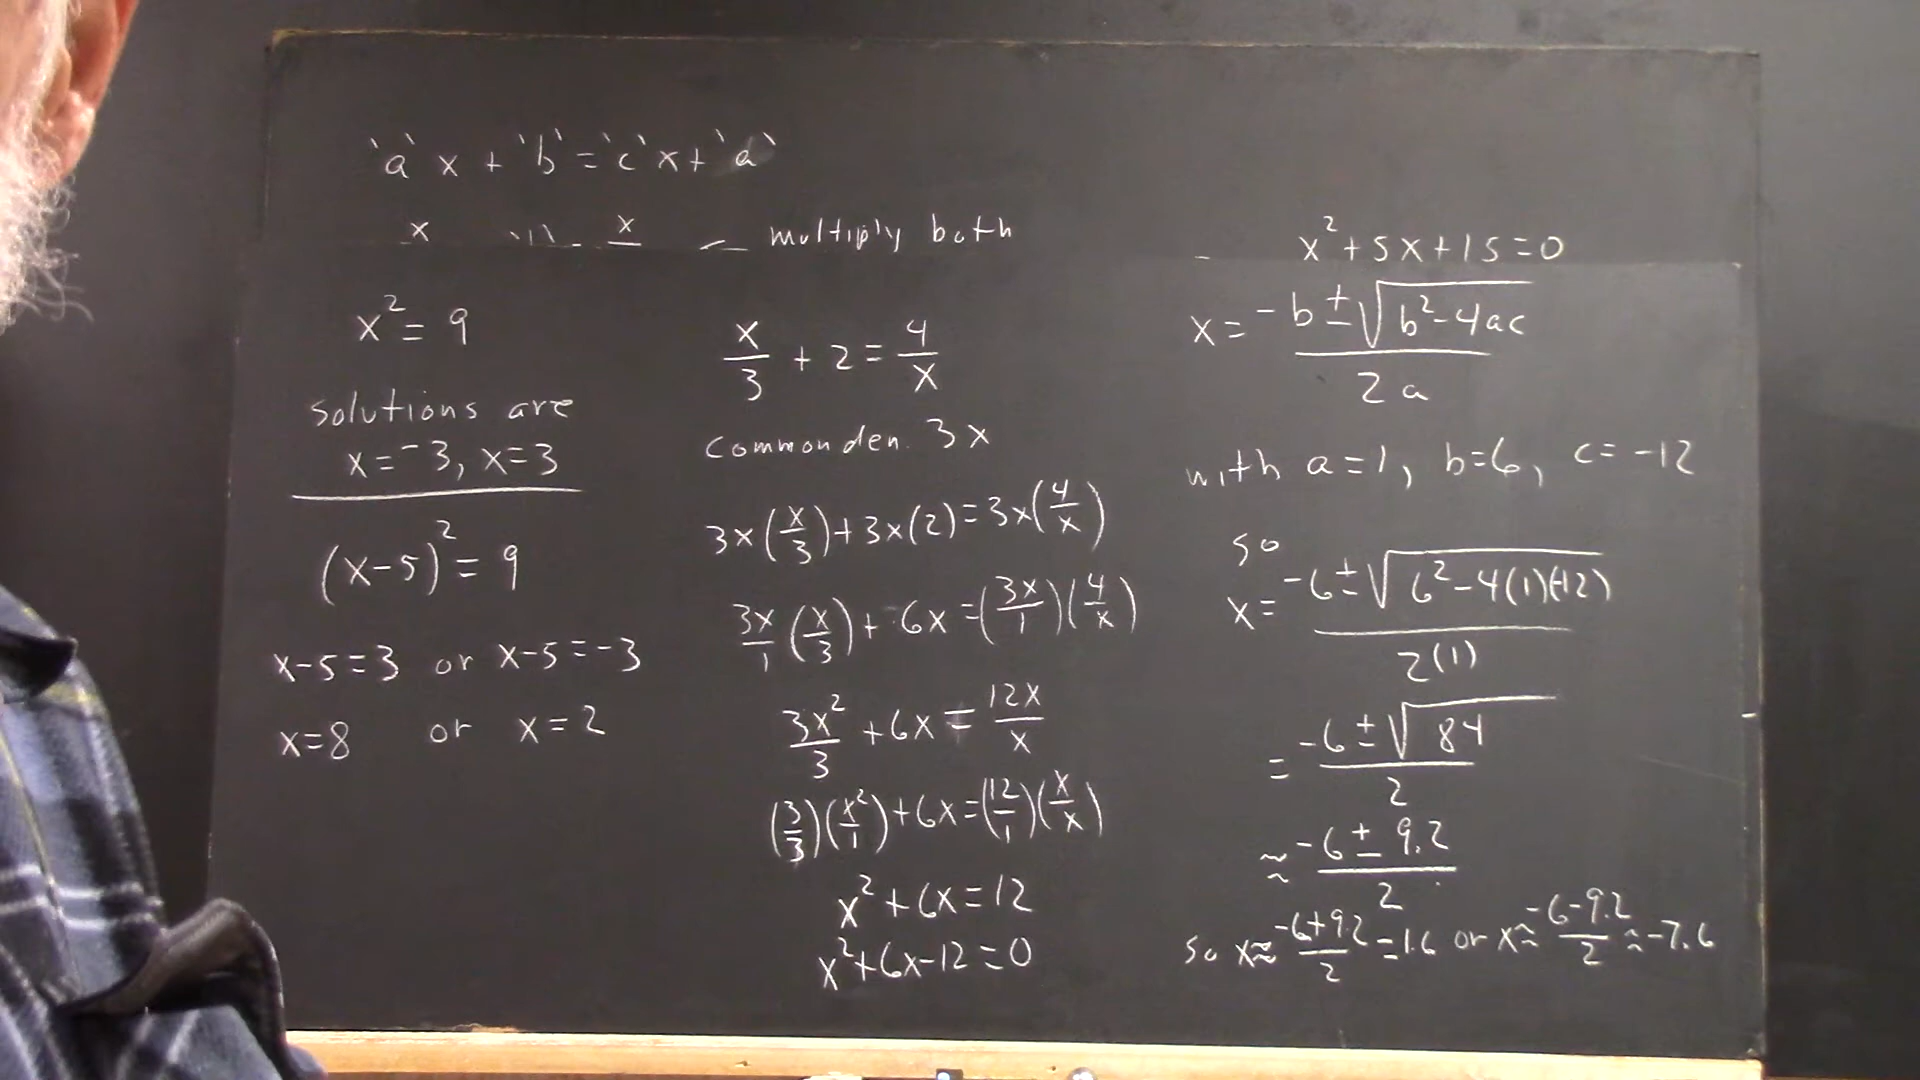 `a` x + `b` = `c` x + `a`
x x multiply both
x² = 9
solutions are
x = ⁻3, x = 3
(x-5)² = 9
x-5 = 3 or x-5 = -3
x = 8 or x = 2
x/3 + 2 = 4/x
common den. 3x
3x(x/3) + 3x(2) = 3x(4/x)
3x/1 (x/3) + 6x = (3x/1)(4/x)
3x²/3 + 6x = 12x/x
(3/3)(x²/1) + 6x = (12/1)(x/x)
x² + 6x = 12
x² + 6x - 12 = 0
x² + 5x + 15 = 0
x = (-b ± √(b² - 4ac)) / 2a
with a = 1, b = 6, c = -12
so
x = (-6 ± √(6² - 4(1)(-12))) / 2(1)
= (-6 ± √84) / 2
≈ (-6 ± 9.2) / 2
so x ≈ (-6 + 9.2)/2 = 1.6 or x ≈ (-6 - 9.2)/2 ≈ -7.6